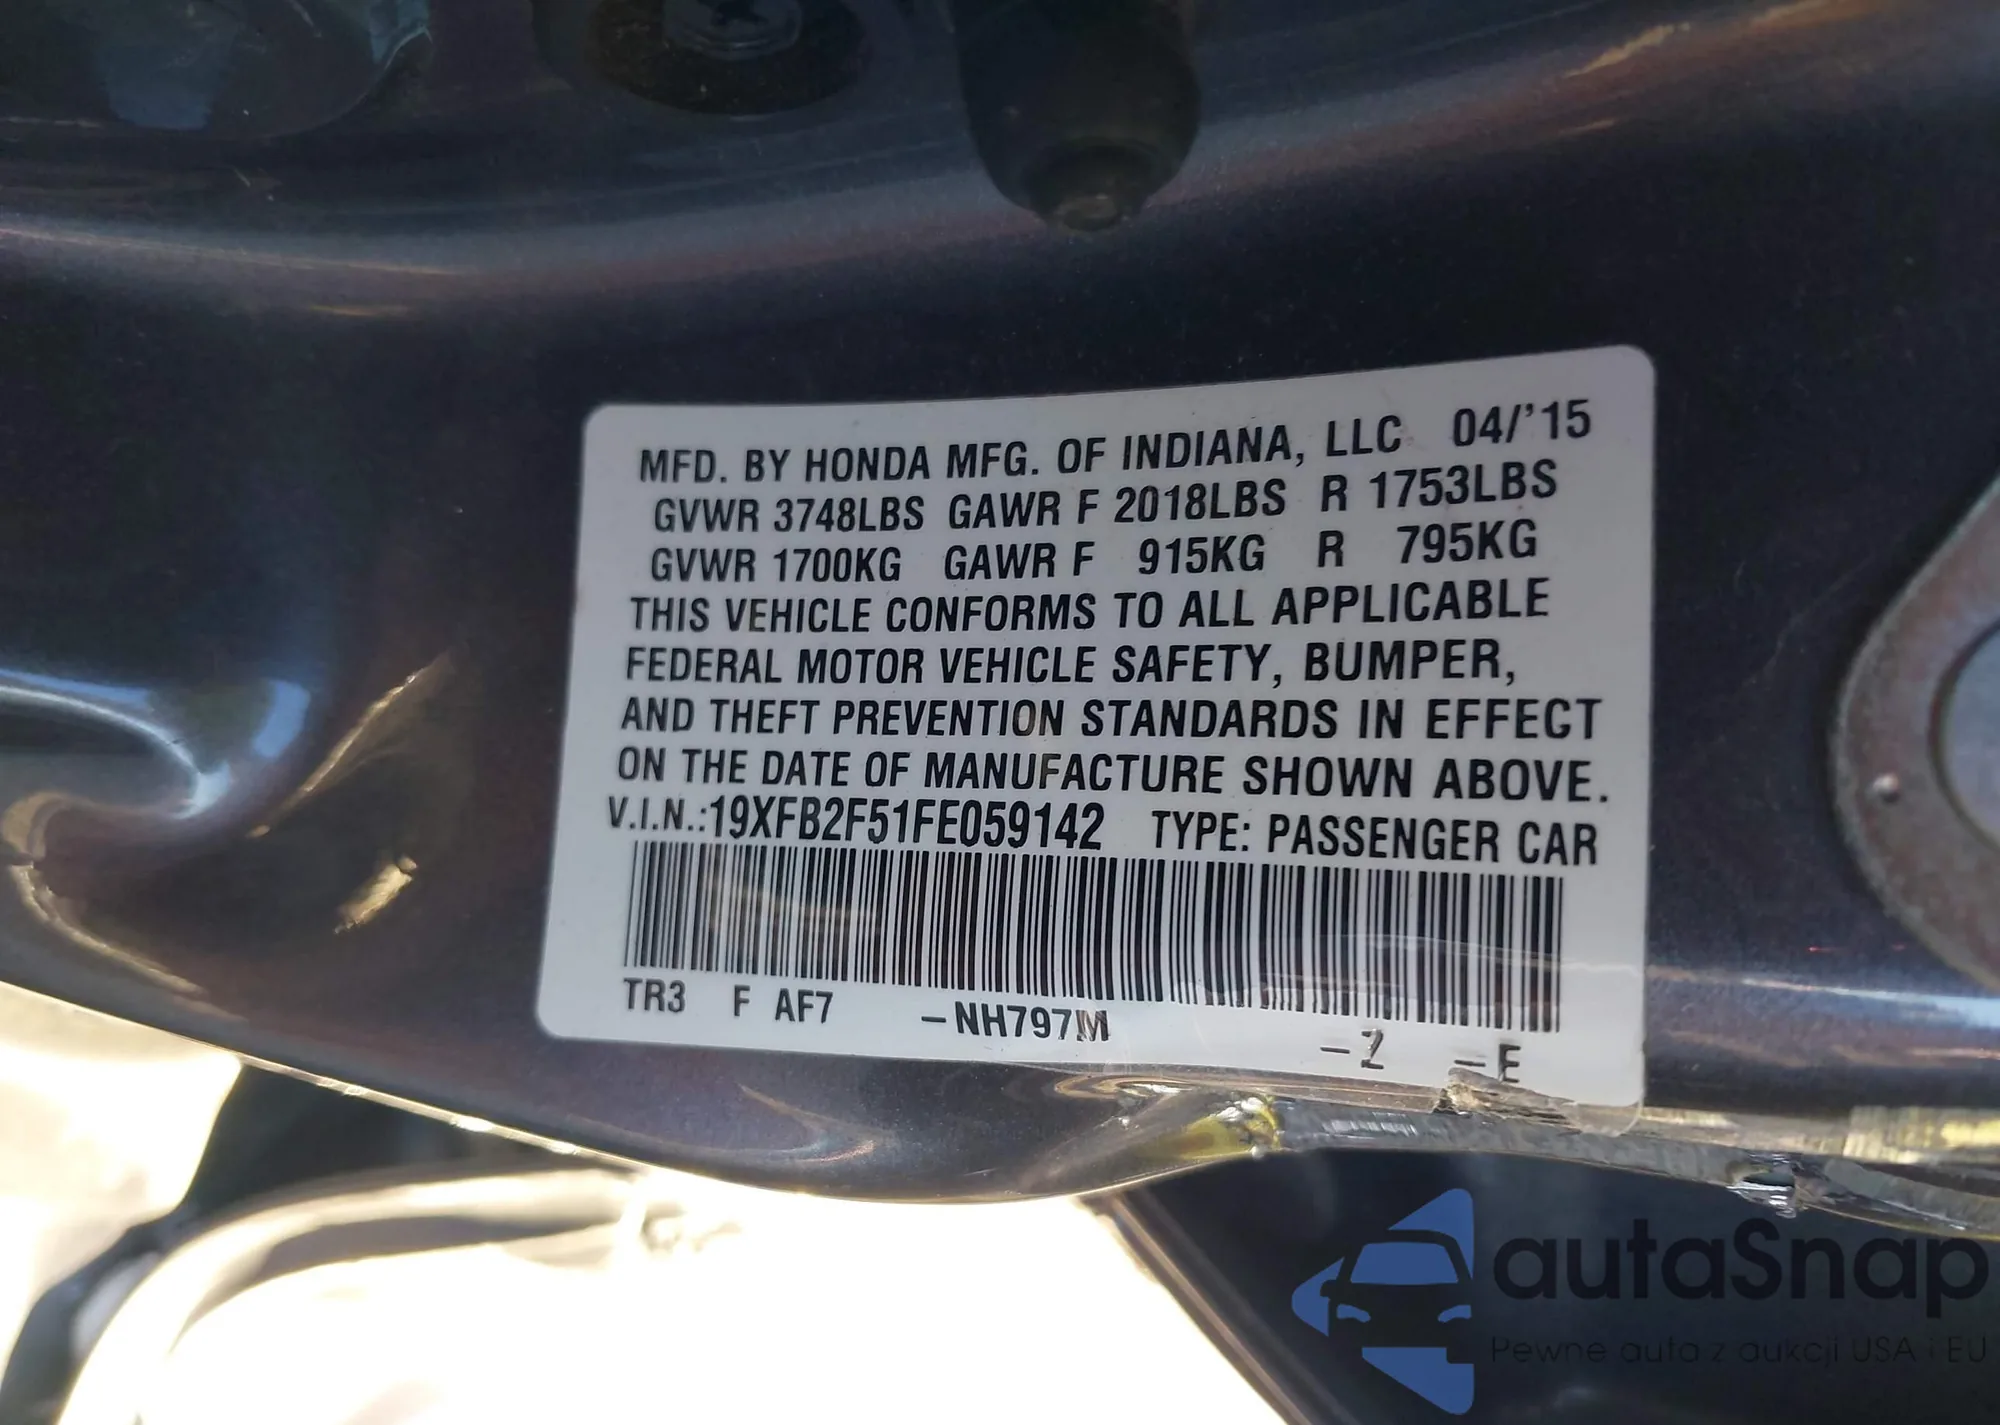 MFD. BY HONDA MFG. OF INDIANA, LLC 04/'15
GVWR 3748LBS GAWR F 2018LBS R 1753LBS
GVWR 1700KG GAWR F 915KG R 795KG
THIS VEHICLE CONFORMS TO ALL APPLICABLE
FEDERAL MOTOR VEHICLE SAFETY, BUMPER,
AND THEFT PREVENTION STANDARDS IN EFFECT
ON THE DATE OF MANUFACTURE SHOWN ABOVE.
V.I.N.:19XFB2F51FE059142 TYPE: PASSENGER CAR
TR3 F AF7 –NH797M –2 –E
autaSnap
Pewne auta z aukcji USA i EU